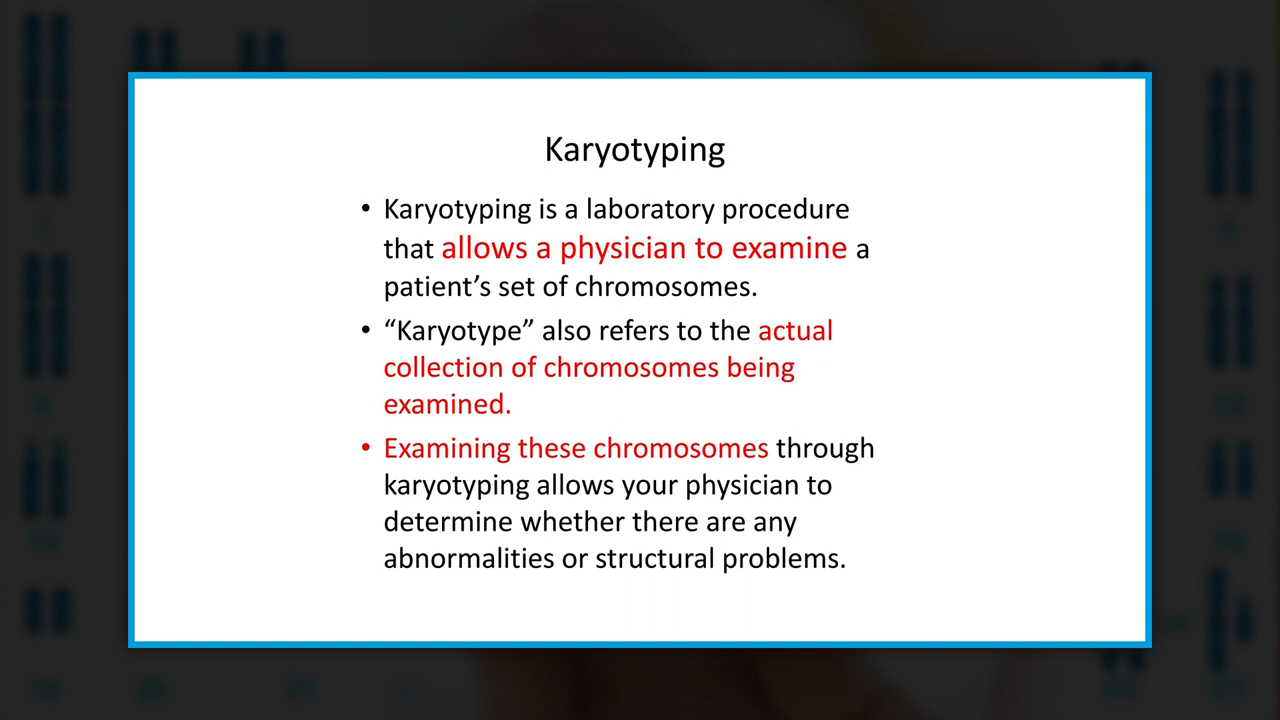 Karyotyping
• Karyotyping is a laboratory procedure
that allows a physician to examine a
patient’s set of chromosomes.
• “Karyotype” also refers to the actual
collection of chromosomes being
examined.
• Examining these chromosomes through
karyotyping allows your physician to
determine whether there are any
abnormalities or structural problems.